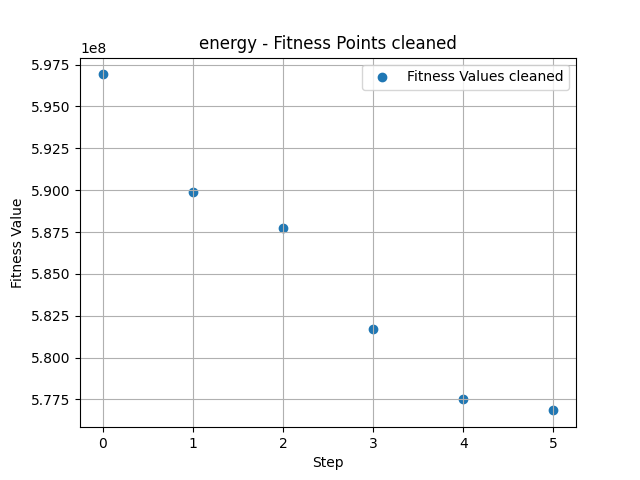 energy - Fitness Points cleaned
1e8
Fitness Values cleaned
5.975
5.950
5.925
5.900
5.875
5.850
5.825
5.800
5.775
Fitness Value
0 1 2 3 4 5
Step